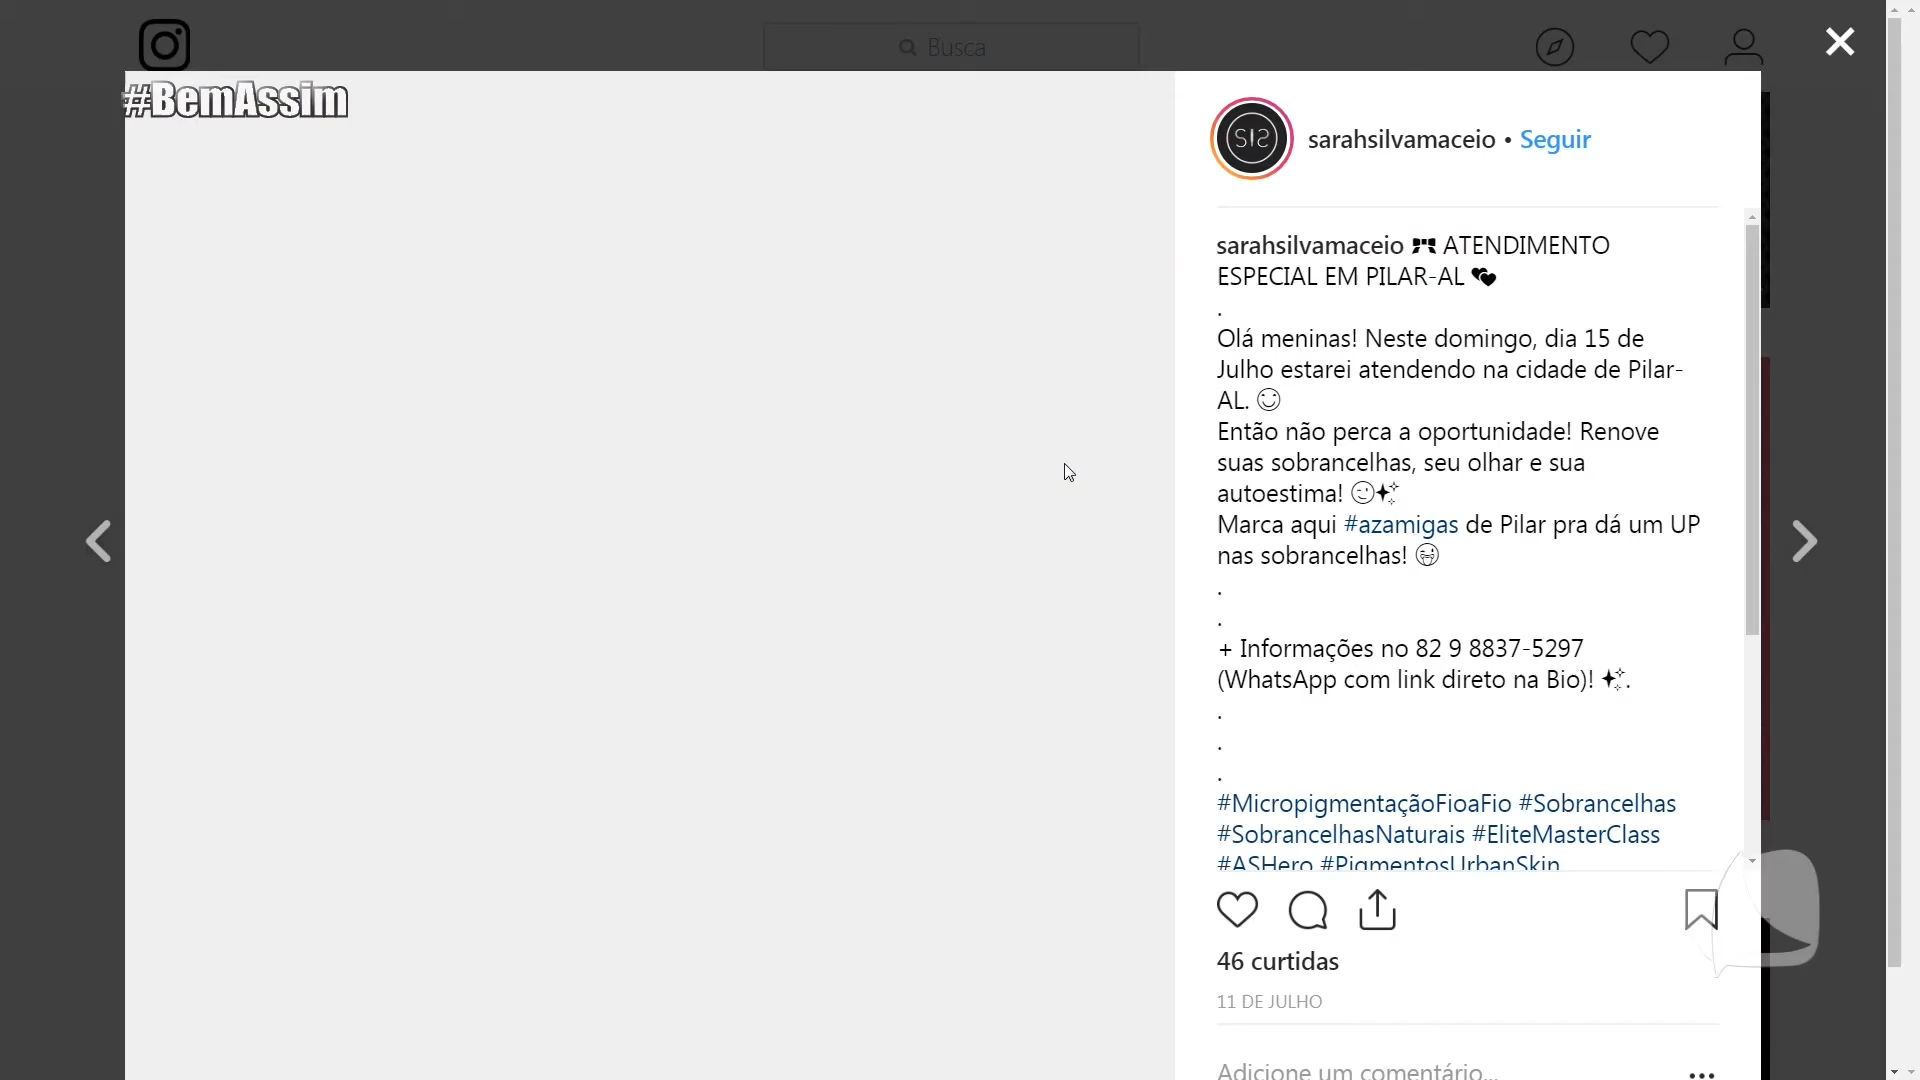 Busca
#BemAssim
SIS
sarahsilvamaceio • Seguir
sarahsilvamaceio 🎀 ATENDIMENTO
ESPECIAL EM PILAR-AL 💕
.
Olá meninas! Neste domingo, dia 15 de
Julho estarei atendendo na cidade de Pilar-
AL. ☺
Então não perca a oportunidade! Renove
suas sobrancelhas, seu olhar e sua
autoestima! 😉✨
Marca aqui #azamigas de Pilar pra dá um UP
nas sobrancelhas! 😂
.
.
+ Informações no 82 9 8837-5297
(WhatsApp com link direto na Bio)! ✨.
.
.
.
#MicropigmentaçãoFioaFio #Sobrancelhas
#SobrancelhasNaturais #EliteMasterClass
#ASHero #PigmentosUrbanSkin
46 curtidas
11 DE JULHO
Adicione um comentário...